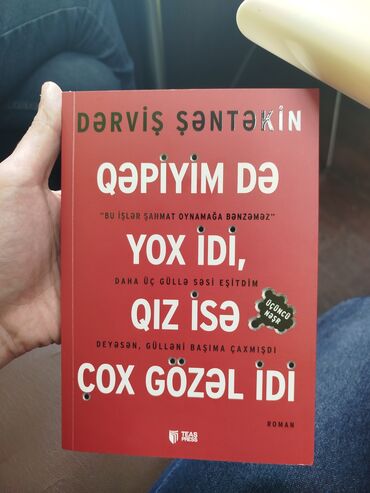 DƏRVİŞ ŞƏNTƏKİN
QƏPİYİM DƏ
"BU İŞLƏR ŞAHMAT OYNAMAĞA BƏNZƏMƏZ"
YOX İDİ,
DAHA ÜÇ GÜLLƏ SƏSİ EŞİTDİM
QIZ İSƏ
ÜÇÜNCÜ
NƏŞR
DEYƏSƏN, GÜLLƏNİ BAŞIMA ÇAXMIŞDI
ÇOX GÖZƏL İDİ
ROMAN
TEAS
PRESS